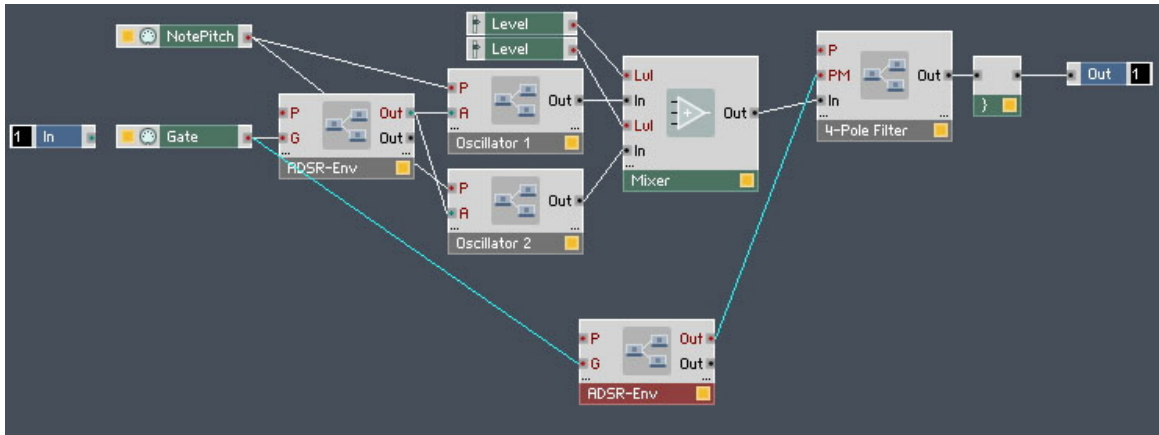 Level
NotePitch
Level
P
PM
In
Out
4-Pole Filter
}
Out 1
Lvl
In
Lvl
In
Out
Mixer
P
A
Out
...
...
Oscillator 1
1 In
Gate
P
G
Out
Out
...
...
ADSR-Env
P
A
Out
...
...
Oscillator 2
P
G
Out
Out
...
...
ADSR-Env